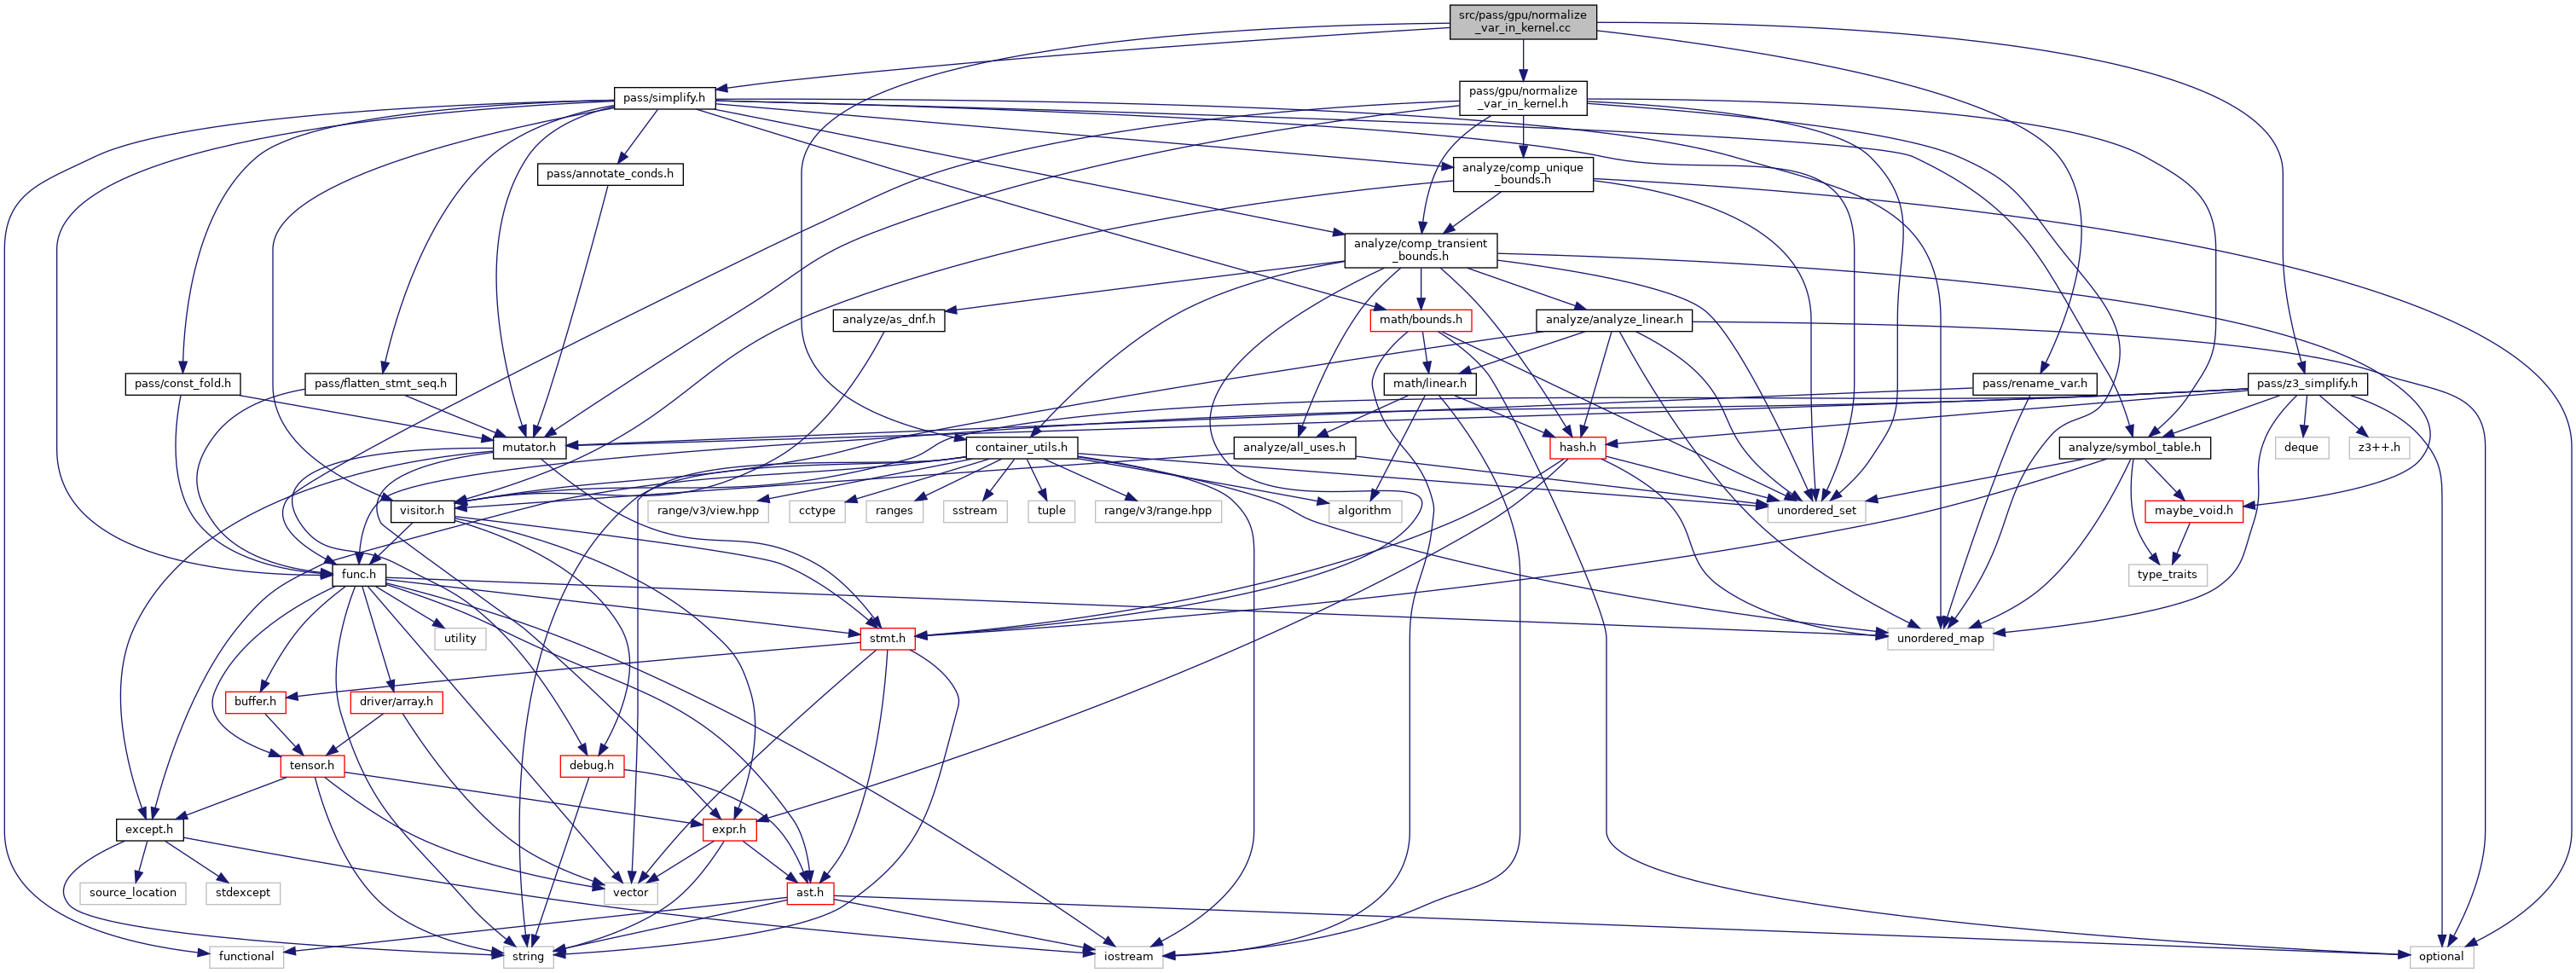 src/pass/gpu/normalize
_var_in_kernel.cc
pass/simplify.h
pass/gpu/normalize
_var_in_kernel.h
pass/annotate_conds.h
analyze/comp_unique
_bounds.h
analyze/comp_transient
_bounds.h
analyze/as_dnf.h
math/bounds.h
analyze/analyze_linear.h
pass/const_fold.h
pass/flatten_stmt_seq.h
math/linear.h
pass/rename_var.h
pass/z3_simplify.h
mutator.h
container_utils.h
analyze/all_uses.h
hash.h
analyze/symbol_table.h
deque
z3++.h
visitor.h
range/v3/view.hpp
cctype
ranges
sstream
tuple
range/v3/range.hpp
algorithm
unordered_set
maybe_void.h
func.h
type_traits
utility
stmt.h
unordered_map
buffer.h
driver/array.h
tensor.h
debug.h
except.h
expr.h
source_location
stdexcept
vector
ast.h
functional
string
iostream
optional